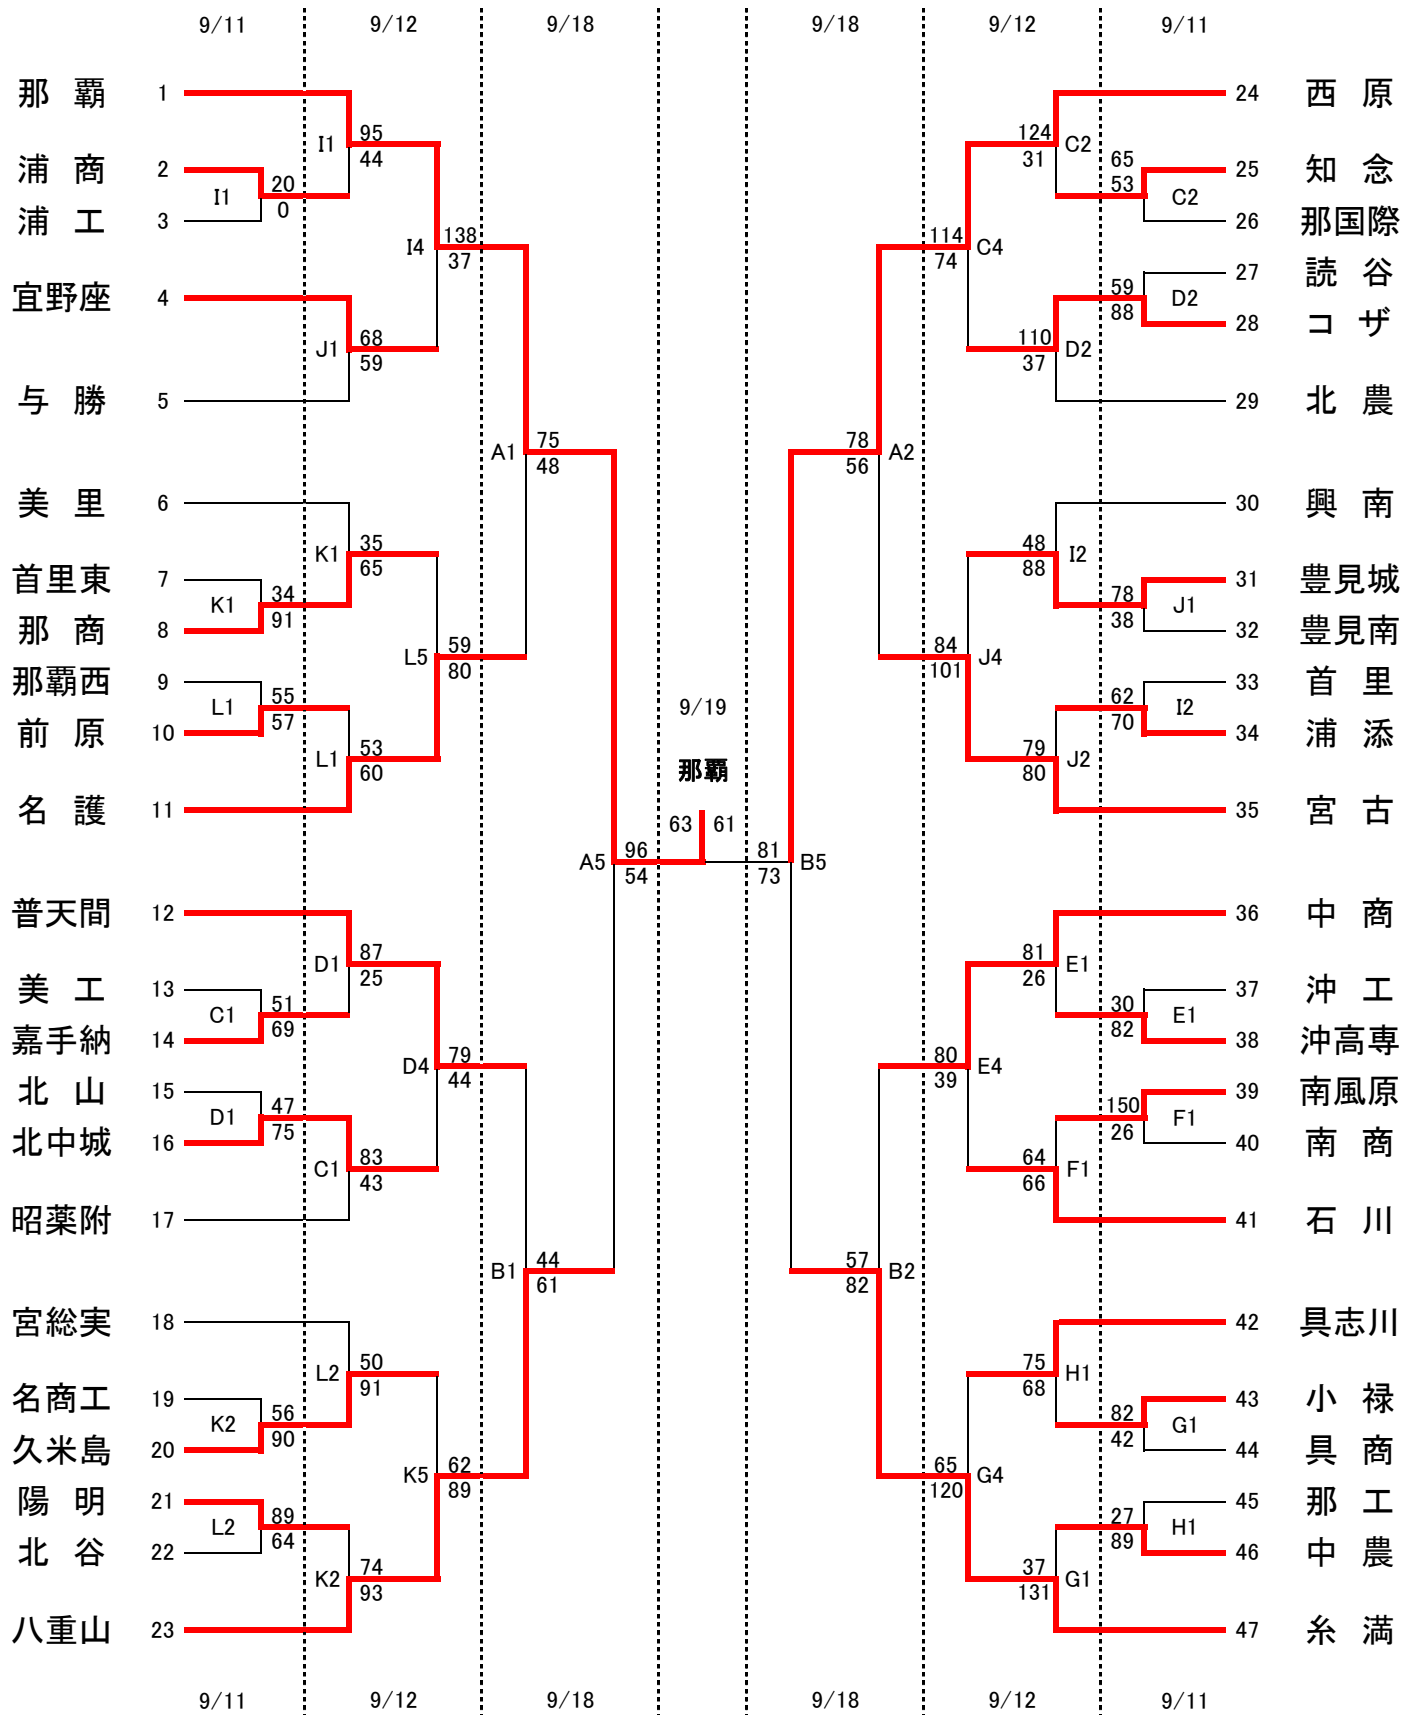 9/11 9/12 9/18 9/18 9/12 9/11
那覇 1 24 西原
I1 95 44 124 31 C2
浦商 2 65 25 知念
I1 20 0 53 C2
浦工 3 26 那国際
I4 138 37 114 74 C4
27 読谷
宜野座 4 59 88 D2
28 コザ
J1 68 59 110 37 D2
与勝 5 29 北農
A1 75 48 78 56 A2
美里 6 30 興南
K1 35 65 48 88 I2
首里東 7 31 豊見城
K1 34 91 78 38 J1
那商 8 32 豊見南
L5 59 80 84 101 J4
那覇西 9 33 首里
L1 55 57 62 70 I2
前原 10 34 浦添
9/19
L1 53 60 79 80 J2
那覇
名護 11 35 宮古
63 61
A5 96 54 81 73 B5
普天間 12 36 中商
D1 87 25 81 26 E1
美工 13 37 沖工
C1 51 69 30 82 E1
嘉手納 14 38 沖高専
D4 79 44 80 39 E4
北山 15 39 南風原
D1 47 75 150 26 F1
北中城 16 40 南商
C1 83 43 64 66 F1
昭薬附 17 41 石川
B1 44 61 57 82 B2
宮総実 18 42 具志川
L2 50 91 75 68 H1
名商工 19 43 小禄
K2 56 90 82 42 G1
久米島 20 44 具商
K5 62 89 65 120 G4
陽明 21 45 那工
L2 89 64 27 89 H1
北谷 22 46 中農
K2 74 93 37 131 G1
八重山 23 47 糸満
9/11 9/12 9/18 9/18 9/12 9/11